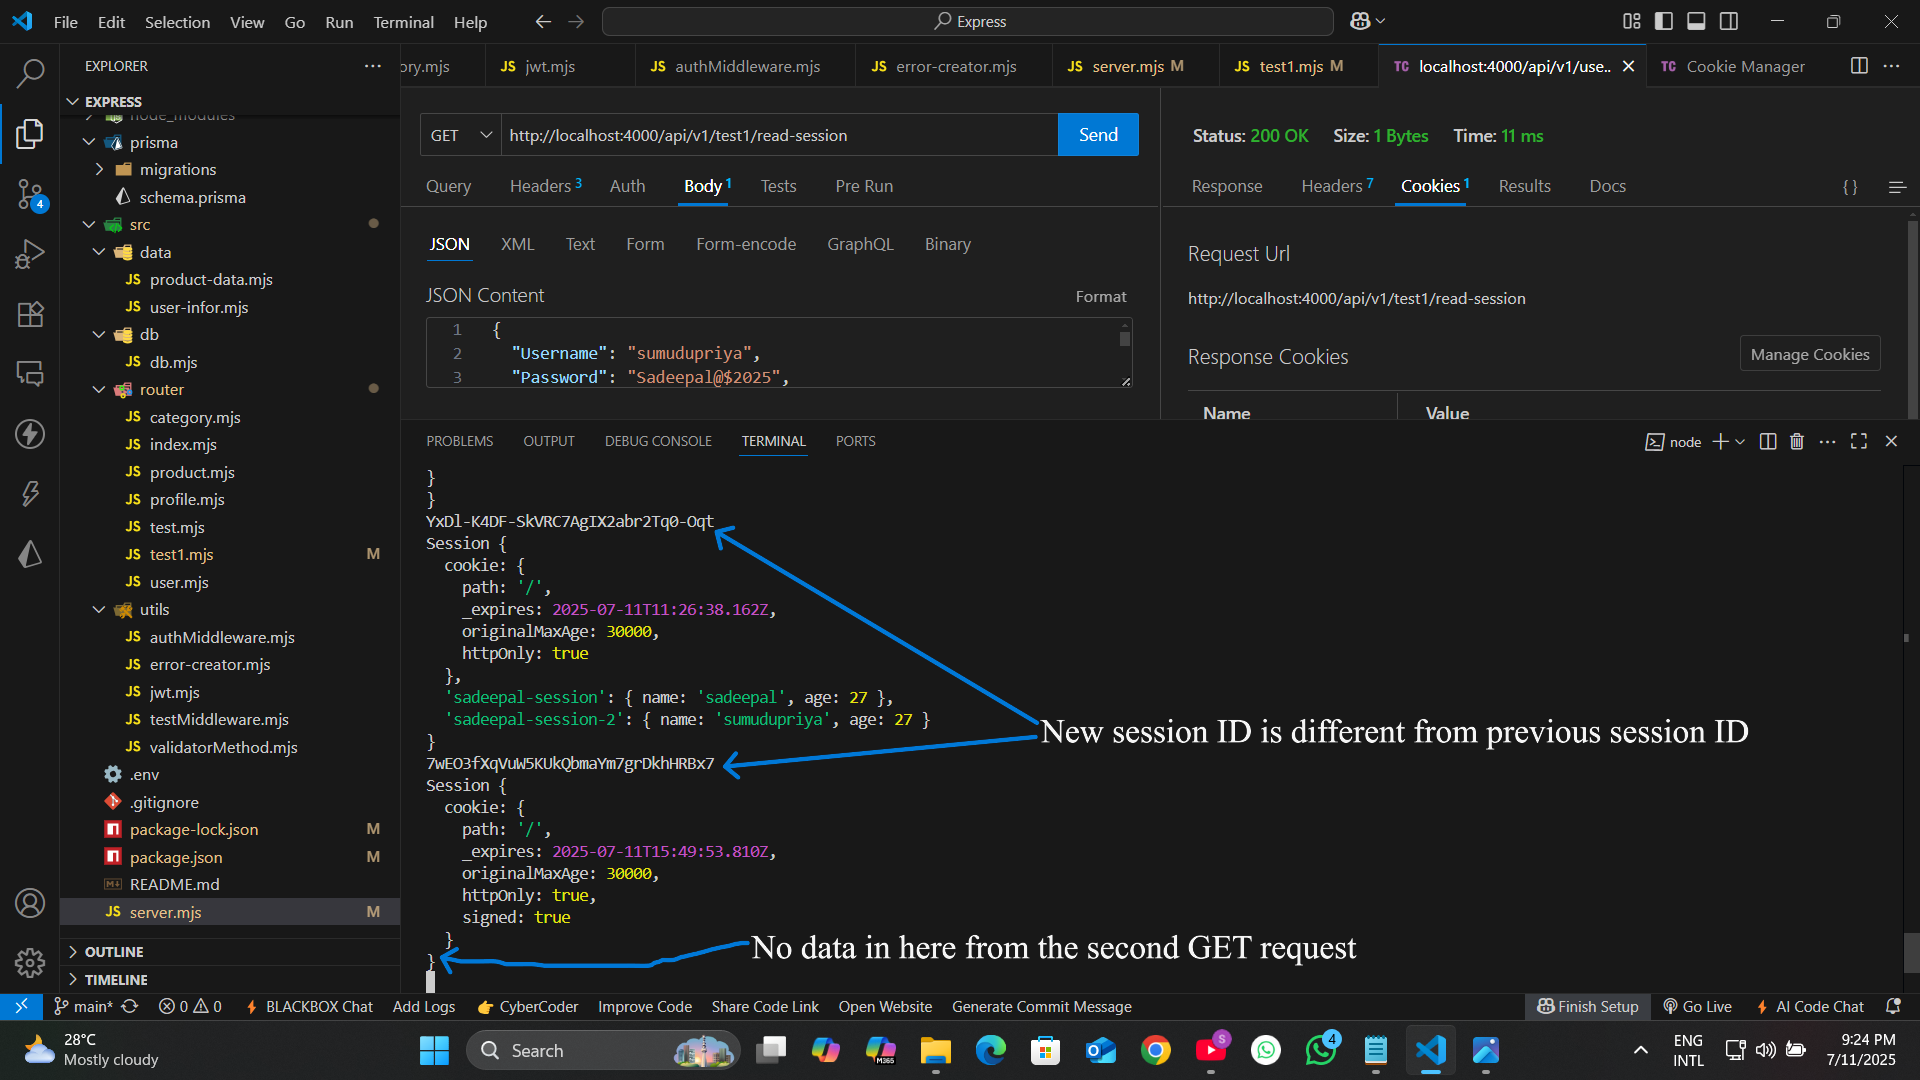 File Edit Selection View Go Run Terminal Help
Express
EXPLORER
ory.mjs
JS jwt.mjs
JS authMiddleware.mjs
JS error-creator.mjs
JS server.mjs M
JS test1.mjs M
TC localhost:4000/api/v1/use..
TC Cookie Manager
EXPRESS
node_modules
prisma
migrations
schema.prisma
src
data
JS product-data.mjs
JS user-infor.mjs
db
JS db.mjs
router
JS category.mjs
JS index.mjs
JS product.mjs
JS profile.mjs
JS test.mjs
JS test1.mjs M
JS user.mjs
utils
JS authMiddleware.mjs
JS error-creator.mjs
JS jwt.mjs
JS testMiddleware.mjs
JS validatorMethod.mjs
.env
.gitignore
package-lock.json M
package.json M
README.md
JS server.mjs M
OUTLINE
TIMELINE
4
GET http://localhost:4000/api/v1/test1/read-session Send
Query Headers 3 Auth Body 1 Tests Pre Run
JSON XML Text Form Form-encode GraphQL Binary
JSON Content Format
1 {
2 "Username": "sumudupriya",
3 "Password": "Sadeepal@$2025",
Status: 200 OK Size: 1 Bytes Time: 11 ms
Response Headers 7 Cookies 1 Results Docs { }
Request Url
http://localhost:4000/api/v1/test1/read-session
Response Cookies Manage Cookies
Name Value
PROBLEMS OUTPUT DEBUG CONSOLE TERMINAL PORTS
node
}
}
YxDl-K4DF-SkVRC7AgIX2abr2Tq0-Oqt
Session {
cookie: {
path: '/',
_expires: 2025-07-11T11:26:38.162Z,
originalMaxAge: 30000,
httpOnly: true
},
'sadeepal-session': { name: 'sadeepal', age: 27 },
'sadeepal-session-2': { name: 'sumudupriya', age: 27 }
}
New session ID is different from previous session ID
7wEO3fXqVuW5KUkQbmaYm7grDkhHRBx7
Session {
cookie: {
path: '/',
_expires: 2025-07-11T15:49:53.810Z,
originalMaxAge: 30000,
httpOnly: true,
signed: true
}
}
No data in here from the second GET request
main* 0 0 BLACKBOX Chat Add Logs CyberCoder Improve Code Share Code Link Open Website Generate Commit Message
Finish Setup Go Live AI Code Chat
28°C
Mostly cloudy
Search
M365
S
4
ENG
INTL
9:24 PM
7/11/2025